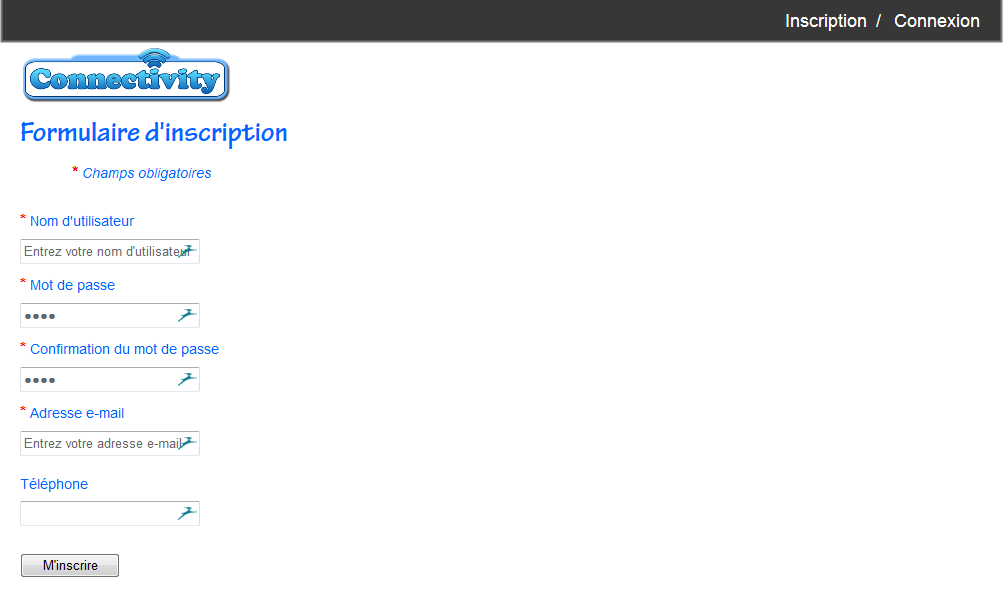 Inscription / Connexion
Connectivity
Formulaire d'inscription
* Champs obligatoires
* Nom d'utilisateur
Entrez votre nom d'utilisateur
* Mot de passe
••••
* Confirmation du mot de passe
••••
* Adresse e-mail
Entrez votre adresse e-mail
Téléphone
M'inscrire